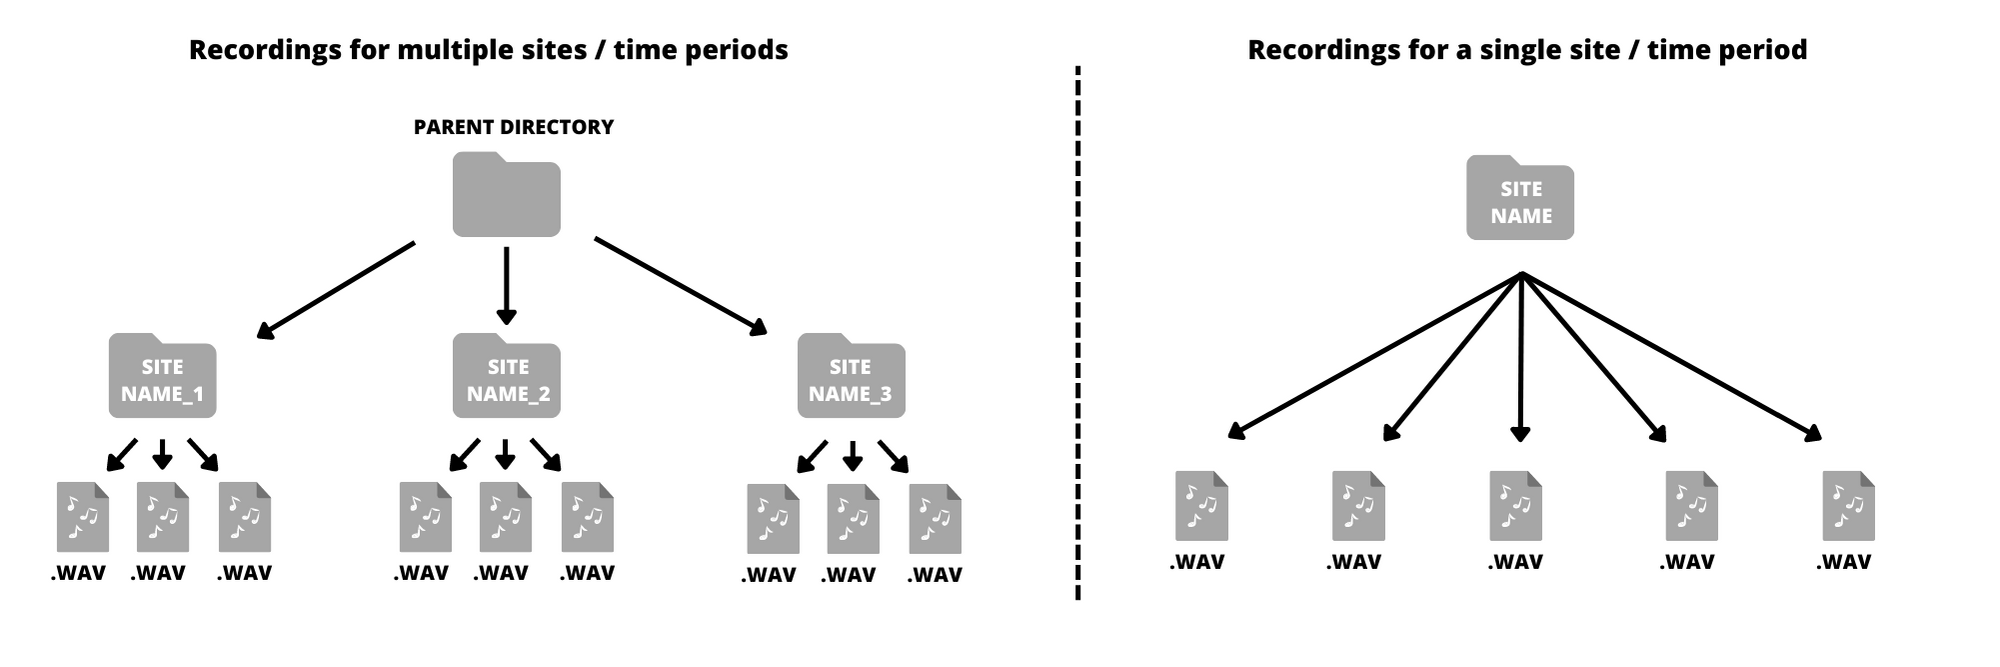 Recordings for multiple sites / time periods
PARENT DIRECTORY
SITE
NAME_1
SITE
NAME_2
SITE
NAME_3
.WAV
.WAV
.WAV
.WAV
.WAV
.WAV
.WAV
.WAV
.WAV
Recordings for a single site / time period
SITE
NAME
.WAV
.WAV
.WAV
.WAV
.WAV